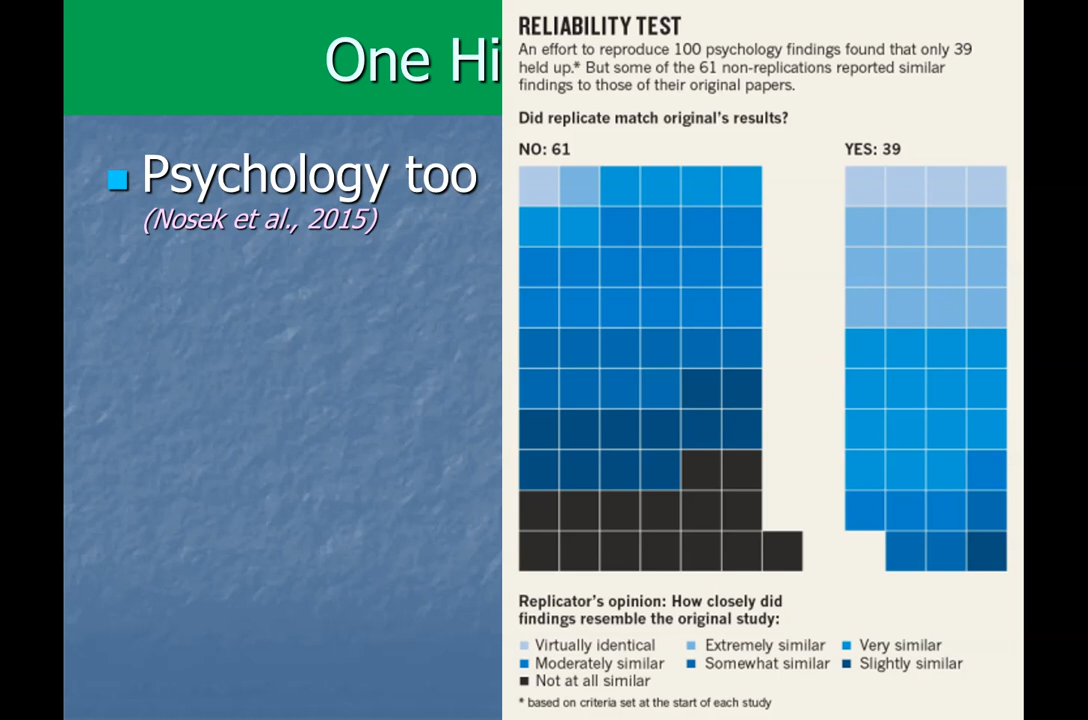 One Hi
Psychology too
(Nosek et al., 2015)
RELIABILITY TEST
An effort to reproduce 100 psychology findings found that only 39
held up.* But some of the 61 non-replications reported similar
findings to those of their original papers.
Did replicate match original's results?
NO: 61 YES: 39
Replicator's opinion: How closely did
findings resemble the original study:
Virtually identical Extremely similar Very similar
Moderately similar Somewhat similar Slightly similar
Not at all similar
* based on criteria set at the start of each study